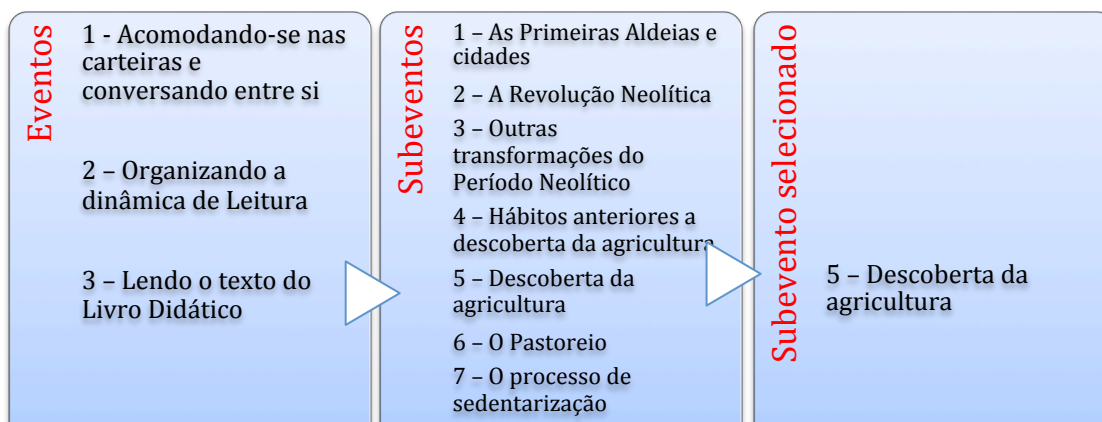 Eventos
1 - Acomodando-se nas
carteiras e
conversando entre si
2 – Organizando a
dinâmica de Leitura
3 – Lendo o texto do
Livro Didático
Subeventos
1 – As Primeiras Aldeias e
cidades
2 – A Revolução Neolítica
3 – Outras
transformações do
Período Neolítico
4 – Hábitos anteriores a
descoberta da agricultura
5 – Descoberta da
agricultura
6 – O Pastoreio
7 – O processo de
sedentarização
Subevento selecionado
5 – Descoberta da
agricultura